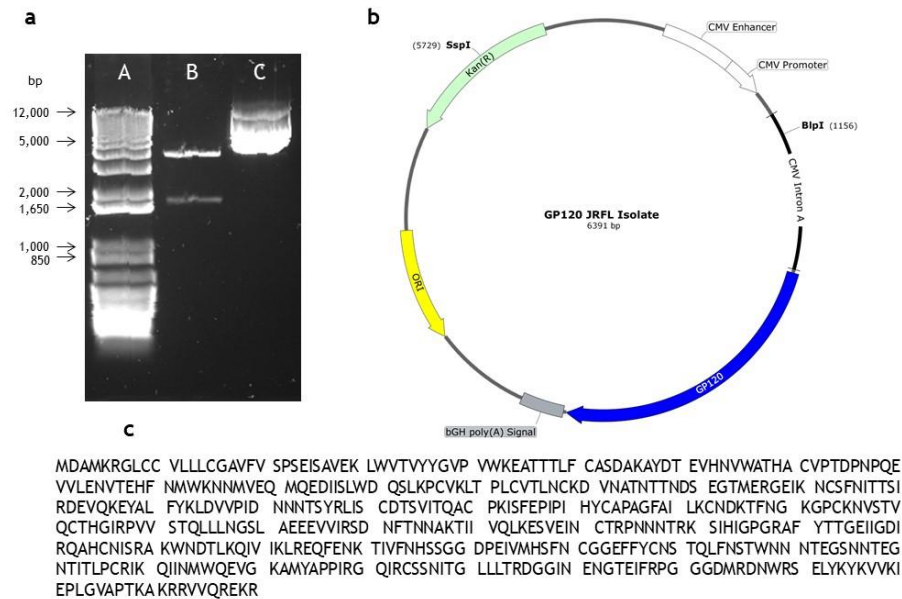 a
b
A B C
bp
12,000
5,000
2,000
1,650
1,000
850
CMV Enhancer
CMV Promoter
(5729) SspI
Kan(R)
BlpI (1156)
CMV Intron A
GP120 JRFL Isolate
6391 bp
ORI
GP120
bGH poly(A) Signal
c
MDAMKRGLCC VLLLCGAVFV SPSEISAVEK LWVTVYYGVP VWKEATTTLF CASDAKAYDT EVHNVWATHA CVPTDPNPQE
VVLENVTEHF NMWKNNMVEQ MQEDIISLWD QSLKPCVKLT PLCVTLNCKD VNATNTTNDS EGTMERGEIK NCSFNITTSI
RDEVQKEYAL FYKLDVVPID NNNTSYRLIS CDTSVITQAC PKISFEPIPI HYCAPAGFAI LKCNDKTFNG KGPCKNVSTV
QCTHGIRPVV STQLLLNGSL AEEEVVIRSD NFTNNAKTII VQLKESVEIN CTRPNNNTRK SIHIGPGRAF YTTGEIIGDI
RQAHCNISRA KWNDTLKQIV IKLREQFENK TIVFNHSSGG DPEIVMHSFN CGGEFFYCNS TQLFNSTWNN NTEGSNNTEG
NTITLPCRIK QIINMWQEVG KAMYAPPIRG QIRCSSNITG LLLTRDGGIN ENGTEIFRPG GGDMRDNWRS ELYKYKVVKI
EPLGVAPTKA KRRVVQREKR